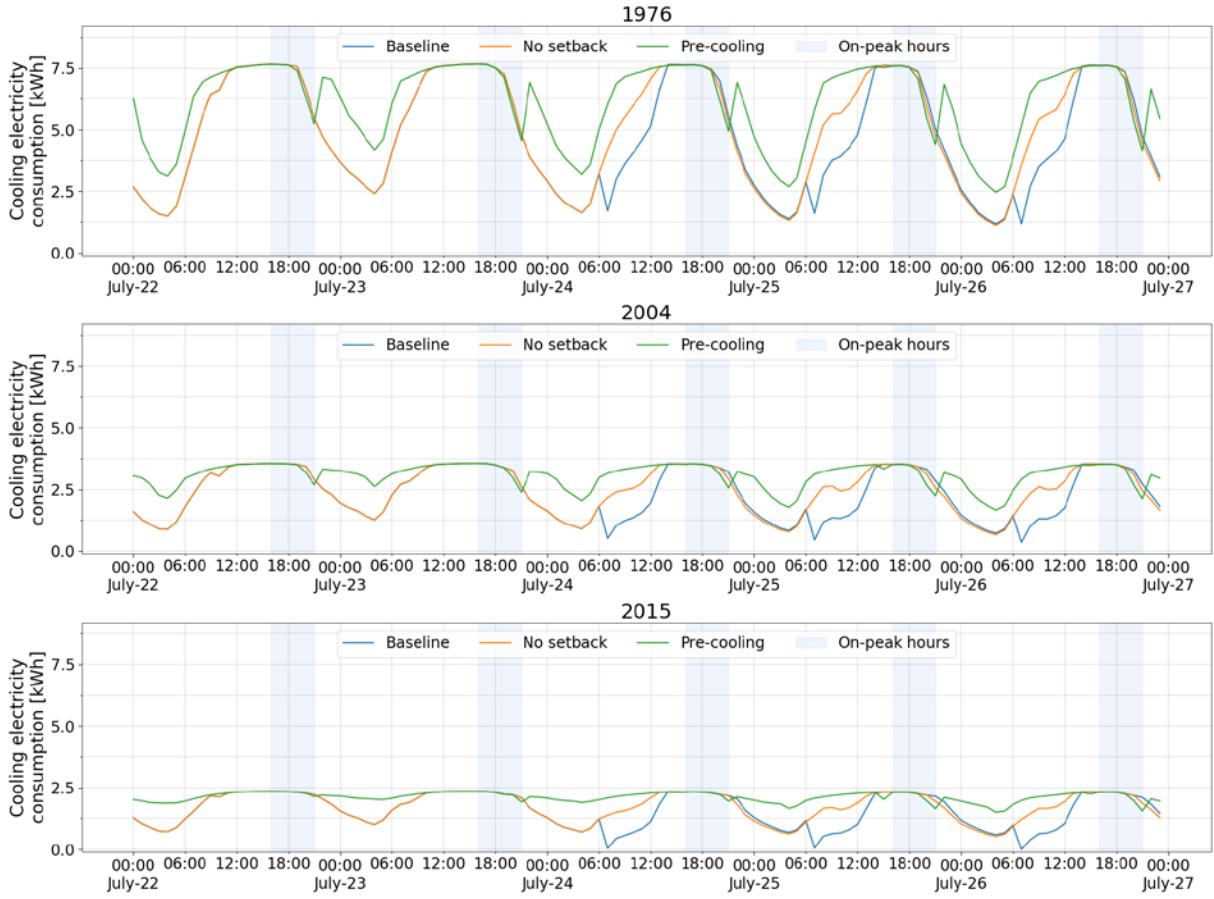 1976
Baseline No setback Pre-cooling On-peak hours
Cooling electricity
consumption [kWh]
7.5
5.0
2.5
0.0
00:00 06:00 12:00 18:00 00:00 06:00 12:00 18:00 00:00 06:00 12:00 18:00 00:00 06:00 12:00 18:00 00:00 06:00 12:00 18:00 00:00
July-22 July-23 July-24 July-25 July-26 July-27
2004
Baseline No setback Pre-cooling On-peak hours
Cooling electricity
consumption [kWh]
7.5
5.0
2.5
0.0
00:00 06:00 12:00 18:00 00:00 06:00 12:00 18:00 00:00 06:00 12:00 18:00 00:00 06:00 12:00 18:00 00:00 06:00 12:00 18:00 00:00
July-22 July-23 July-24 July-25 July-26 July-27
2015
Baseline No setback Pre-cooling On-peak hours
Cooling electricity
consumption [kWh]
7.5
5.0
2.5
0.0
00:00 06:00 12:00 18:00 00:00 06:00 12:00 18:00 00:00 06:00 12:00 18:00 00:00 06:00 12:00 18:00 00:00 06:00 12:00 18:00 00:00
July-22 July-23 July-24 July-25 July-26 July-27